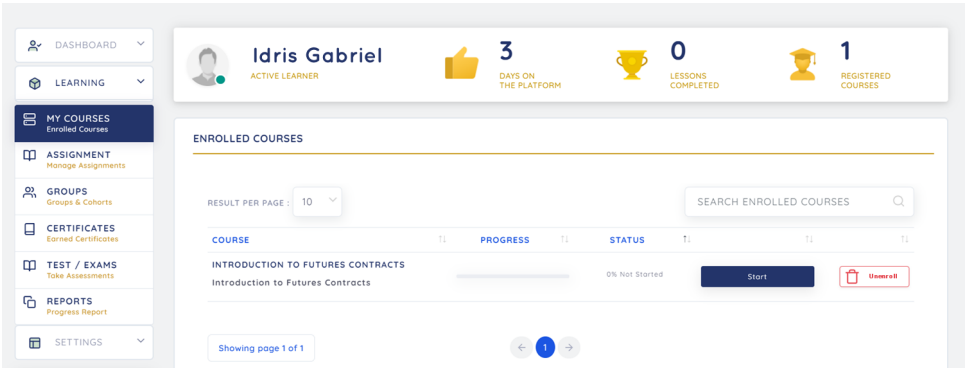 DASHBOARD
LEARNING
MY COURSES
Enrolled Courses
ASSIGNMENT
Manage Assignments
GROUPS
Groups & Cohorts
CERTIFICATES
Earned Certificates
TEST / EXAMS
Take Assessments
REPORTS
Progress Report
SETTINGS
Idris Gabriel
ACTIVE LEARNER
3
DAYS ON
THE PLATFORM
0
LESSONS
COMPLETED
1
REGISTERED
COURSES
ENROLLED COURSES
RESULT PER PAGE : 10
SEARCH ENROLLED COURSES
COURSE PROGRESS STATUS
INTRODUCTION TO FUTURES CONTRACTS
Introduction to Futures Contracts
0% Not Started
Start
Unenroll
Showing page 1 of 1
1